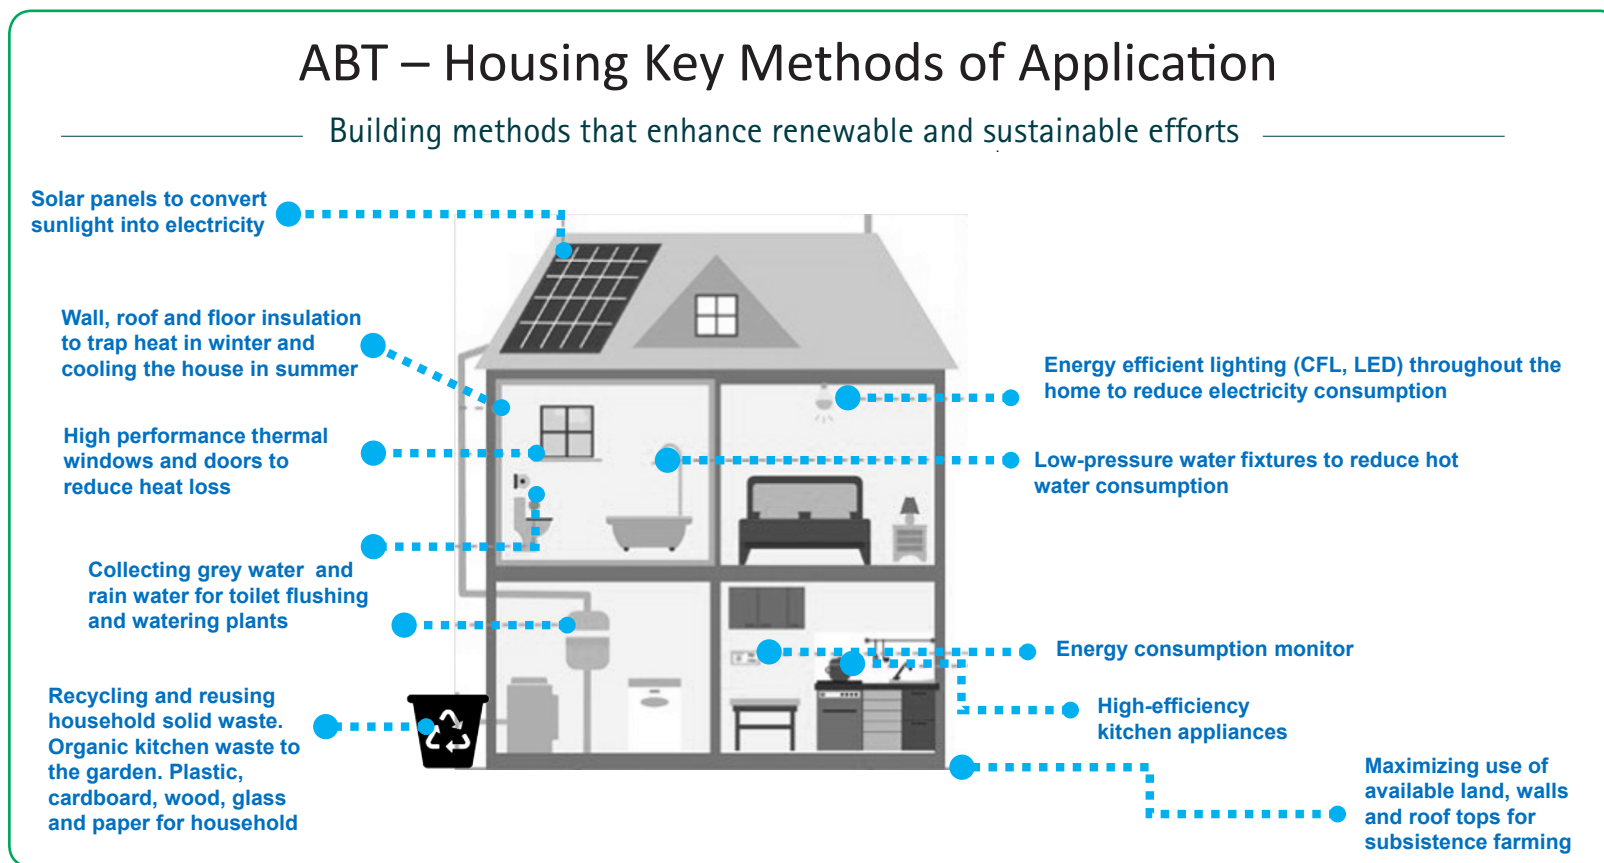 ABT – Housing Key Methods of Application
Building methods that enhance renewable and sustainable efforts
Solar panels to convert
sunlight into electricity
Wall, roof and floor insulation
to trap heat in winter and
cooling the house in summer
High performance thermal
windows and doors to
reduce heat loss
Collecting grey water and
rain water for toilet flushing
and watering plants
Recycling and reusing
household solid waste.
Organic kitchen waste to
the garden. Plastic,
cardboard, wood, glass
and paper for household
Energy efficient lighting (CFL, LED) throughout the
home to reduce electricity consumption
Low-pressure water fixtures to reduce hot
water consumption
Energy consumption monitor
High-efficiency
kitchen appliances
Maximizing use of
available land, walls
and roof tops for
subsistence farming